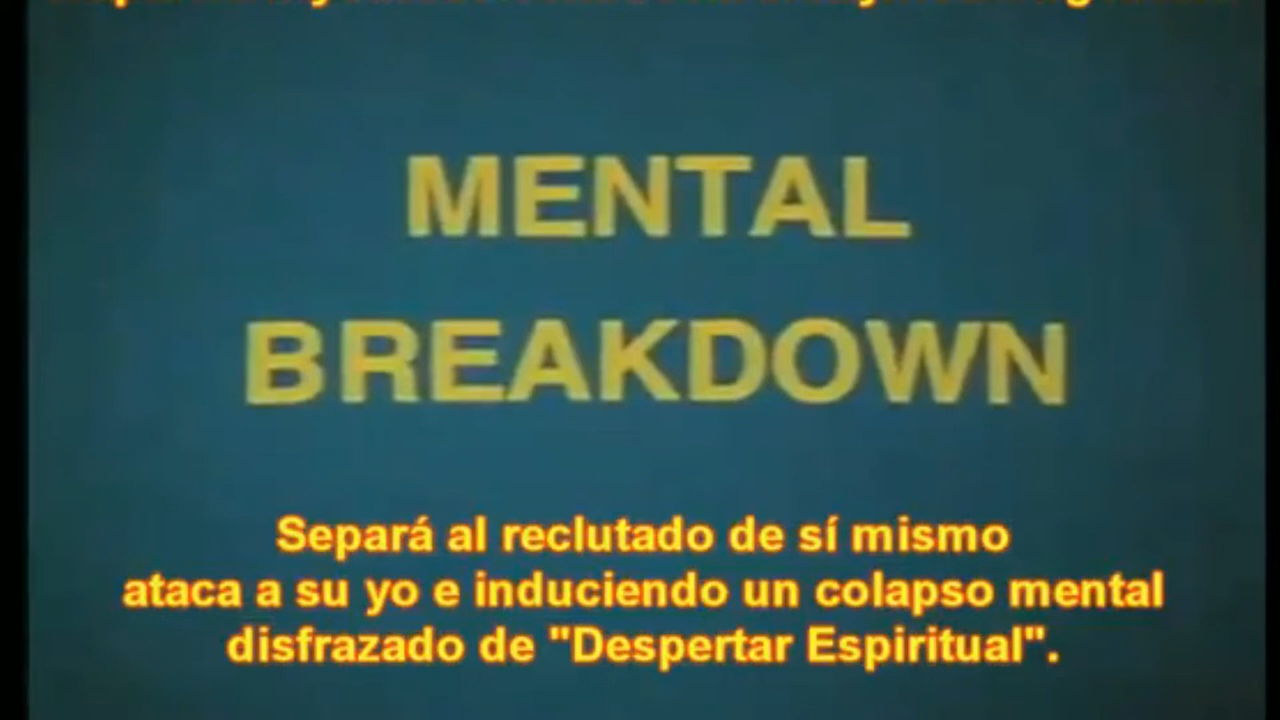 MENTAL
BREAKDOWN
Separá al reclutado de sí mismo
ataca a su yo e induciendo un colapso mental
disfrazado de "Despertar Espiritual".